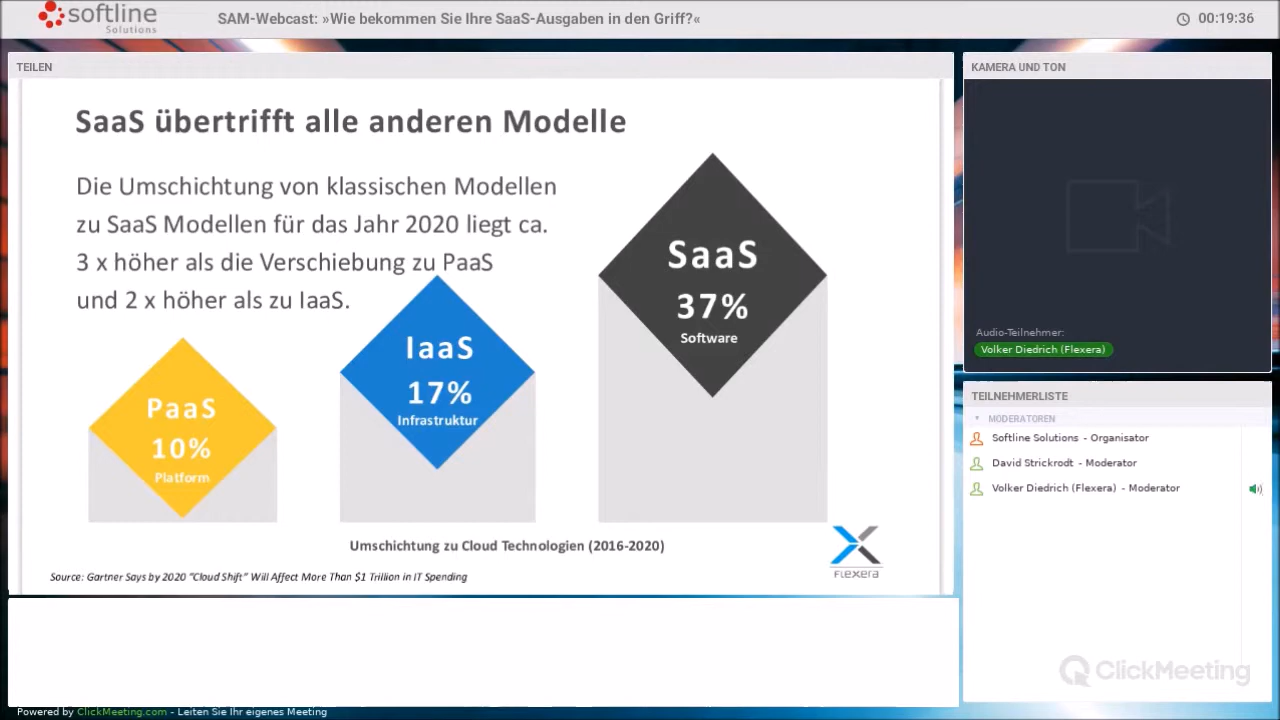 softline
Solutions
SAM-Webcast: »Wie bekommen Sie Ihre SaaS-Ausgaben in den Griff?«
00:19:36
TEILEN
SaaS übertrifft alle anderen Modelle
Die Umschichtung von klassischen Modellen
zu SaaS Modellen für das Jahr 2020 liegt ca.
3 x höher als die Verschiebung zu PaaS
und 2 x höher als zu IaaS.
PaaS
10%
Platform
IaaS
17%
Infrastruktur
SaaS
37%
Software
Umschichtung zu Cloud Technologien (2016-2020)
Source: Gartner Says by 2020 “Cloud Shift” Will Affect More Than $1 Trillion in IT Spending
FLEXERA
KAMERA UND TON
Audio-Teilnehmer:
Volker Diedrich (Flexera)
TEILNEHMERLISTE
MODERATOREN
Softline Solutions - Organisator
David Strickrodt - Moderator
Volker Diedrich (Flexera) - Moderator
ClickMeeting
Powered by ClickMeeting.com - Leiten Sie Ihr eigenes Meeting